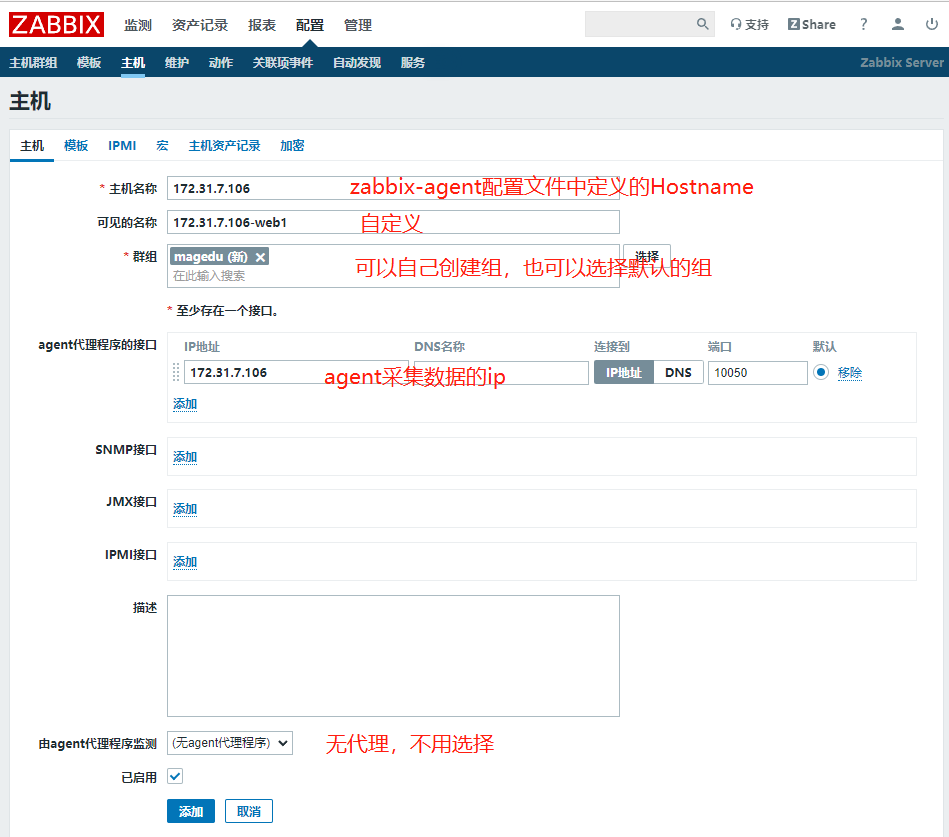 ZABBIX 监测 资产记录 报表 配置 管理 支持 Z Share ?
主机群组 模板 主机 维护 动作 关联项事件 自动发现 服务 Zabbix Server
主机
主机 模板 IPMI 宏 主机资产记录 加密
* 主机名称 172.31.7.106 zabbix-agent配置文件中定义的Hostname
可见的名称 172.31.7.106-web1 自定义
* 群组 magedu (新) 选择
在此输入搜索 可以自己创建组，也可以选择默认的组
* 至少存在一个接口。
agent代理程序的接口 IP地址 DNS名称 连接到 端口 默认
172.31.7.106 agent采集数据的ip IP地址 DNS 10050 移除
添加
SNMP接口 添加
JMX接口 添加
IPMI接口 添加
描述
由agent代理程序监测 (无agent代理程序) 无代理，不用选择
已启用
添加 取消